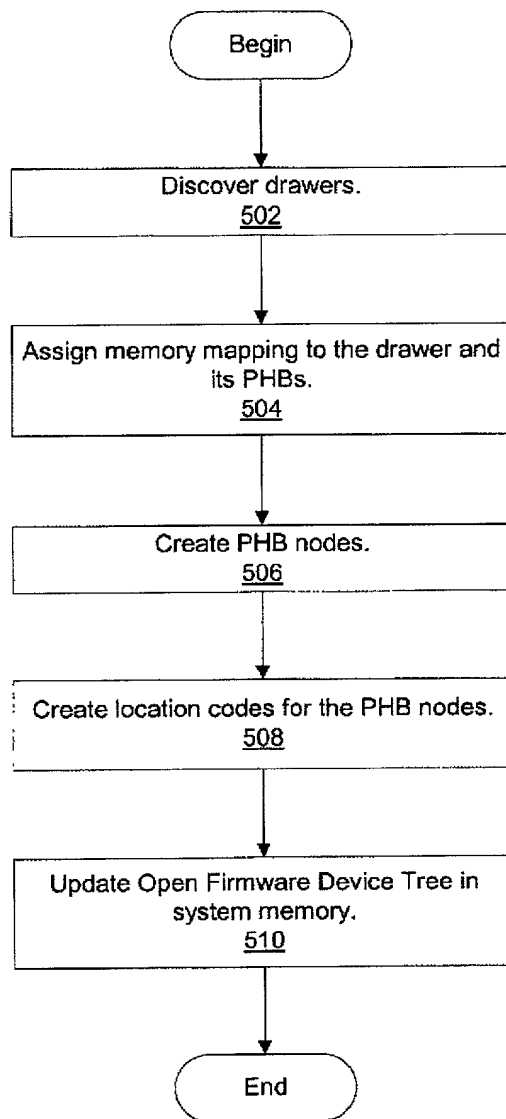 Begin
Discover drawers.
502
Assign memory mapping to the drawer and
its PHBs.
504
Create PHB nodes.
506
Create location codes for the PHB nodes.
508
Update Open Firmware Device Tree in
system memory.
510
End